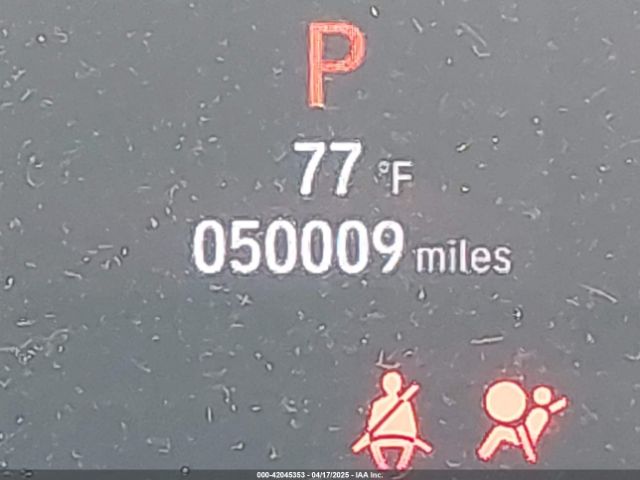 P
77 °F
050009 miles
000-42045353 - 04/17/2025 - IAA Inc.